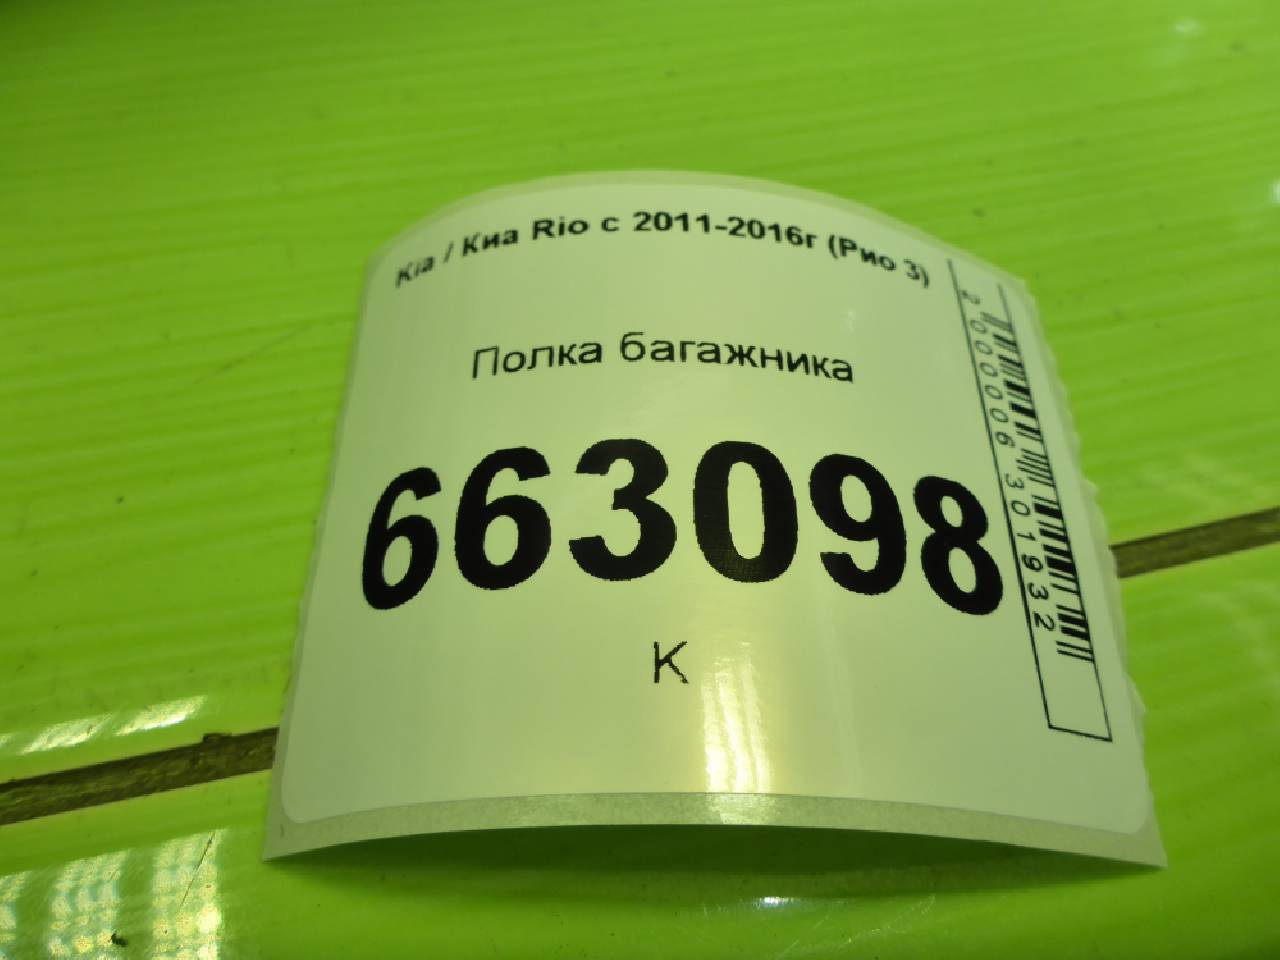 Kia / Киа Rio с 2011-2016г (Рио 3)
Полка багажника
663098
К
2000006301932